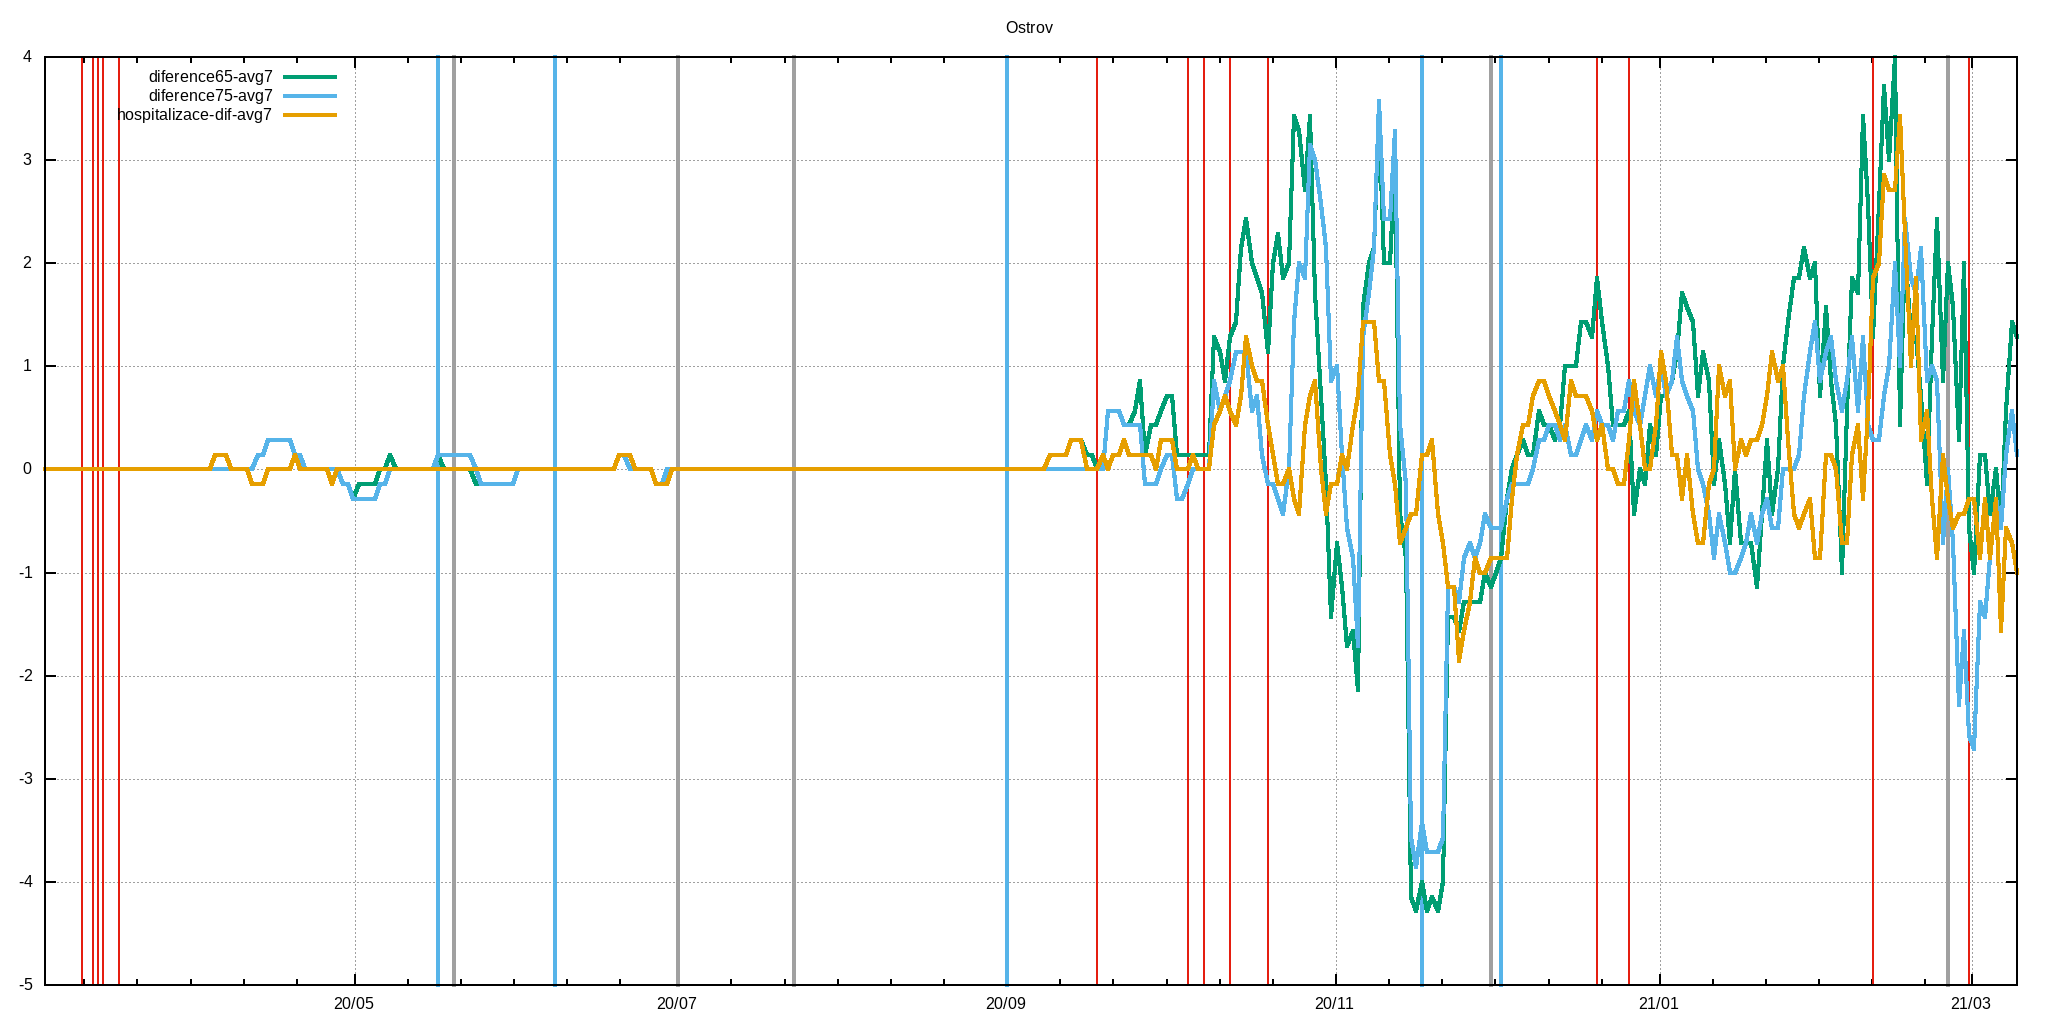 Ostrov
diference65-avg7
diference75-avg7
hospitalizace-dif-avg7
4
3
2
1
0
-1
-2
-3
-4
-5
20/05 20/07 20/09 20/11 21/01 21/03